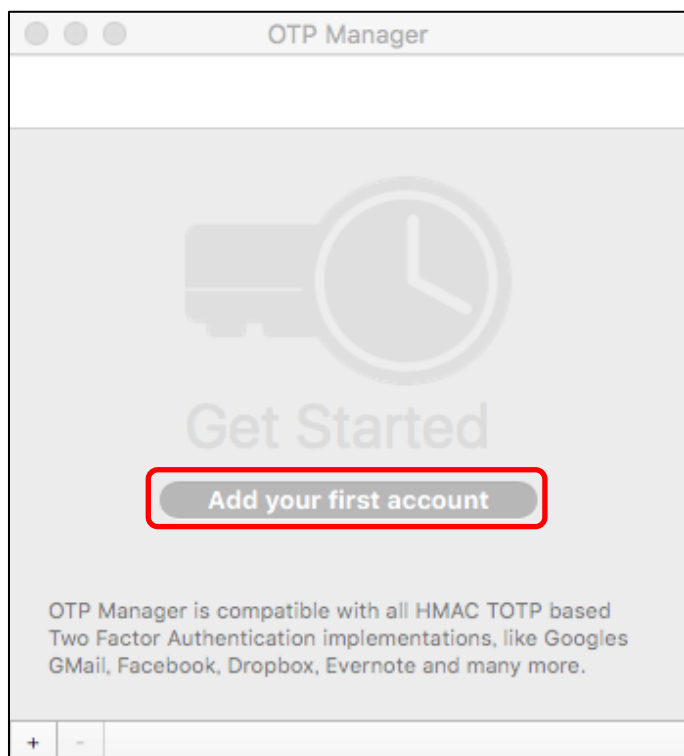 OTP Manager
Get Started
Add your first account
OTP Manager is compatible with all HMAC TOTP based
Two Factor Authentication implementations, like Googles
GMail, Facebook, Dropbox, Evernote and many more.
+ -